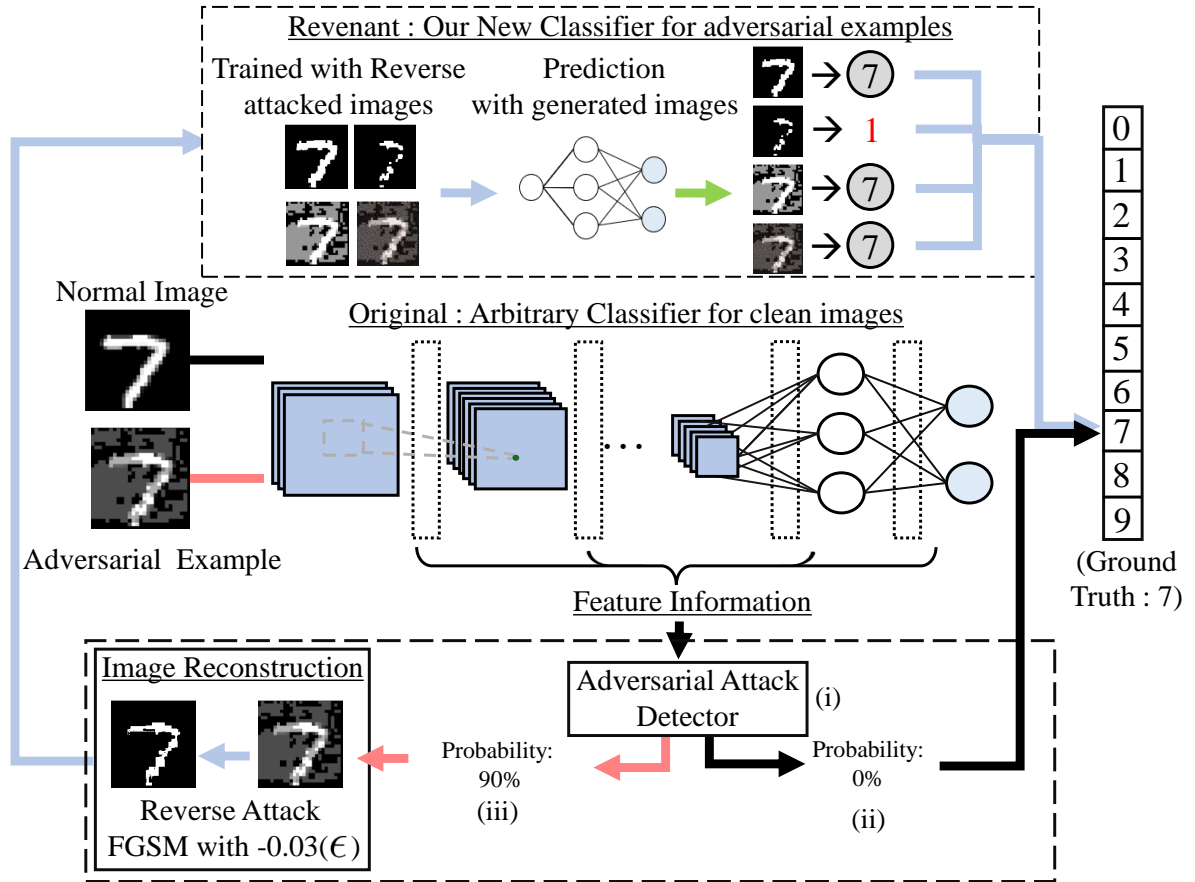 Revenant : Our New Classifier for adversarial examples
Trained with Reverse
attacked images
Prediction
with generated images
7
1
7
7
0
1
2
3
4
5
6
7
8
9
(Ground
Truth : 7)
Normal Image
Original : Arbitrary Classifier for clean images
...
Adversarial Example
Feature Information
Adversarial Attack
Detector
(i)
Probability:
0%
(ii)
Probability:
90%
(iii)
Image Reconstruction
Reverse Attack
FGSM with -0.03(ϵ)